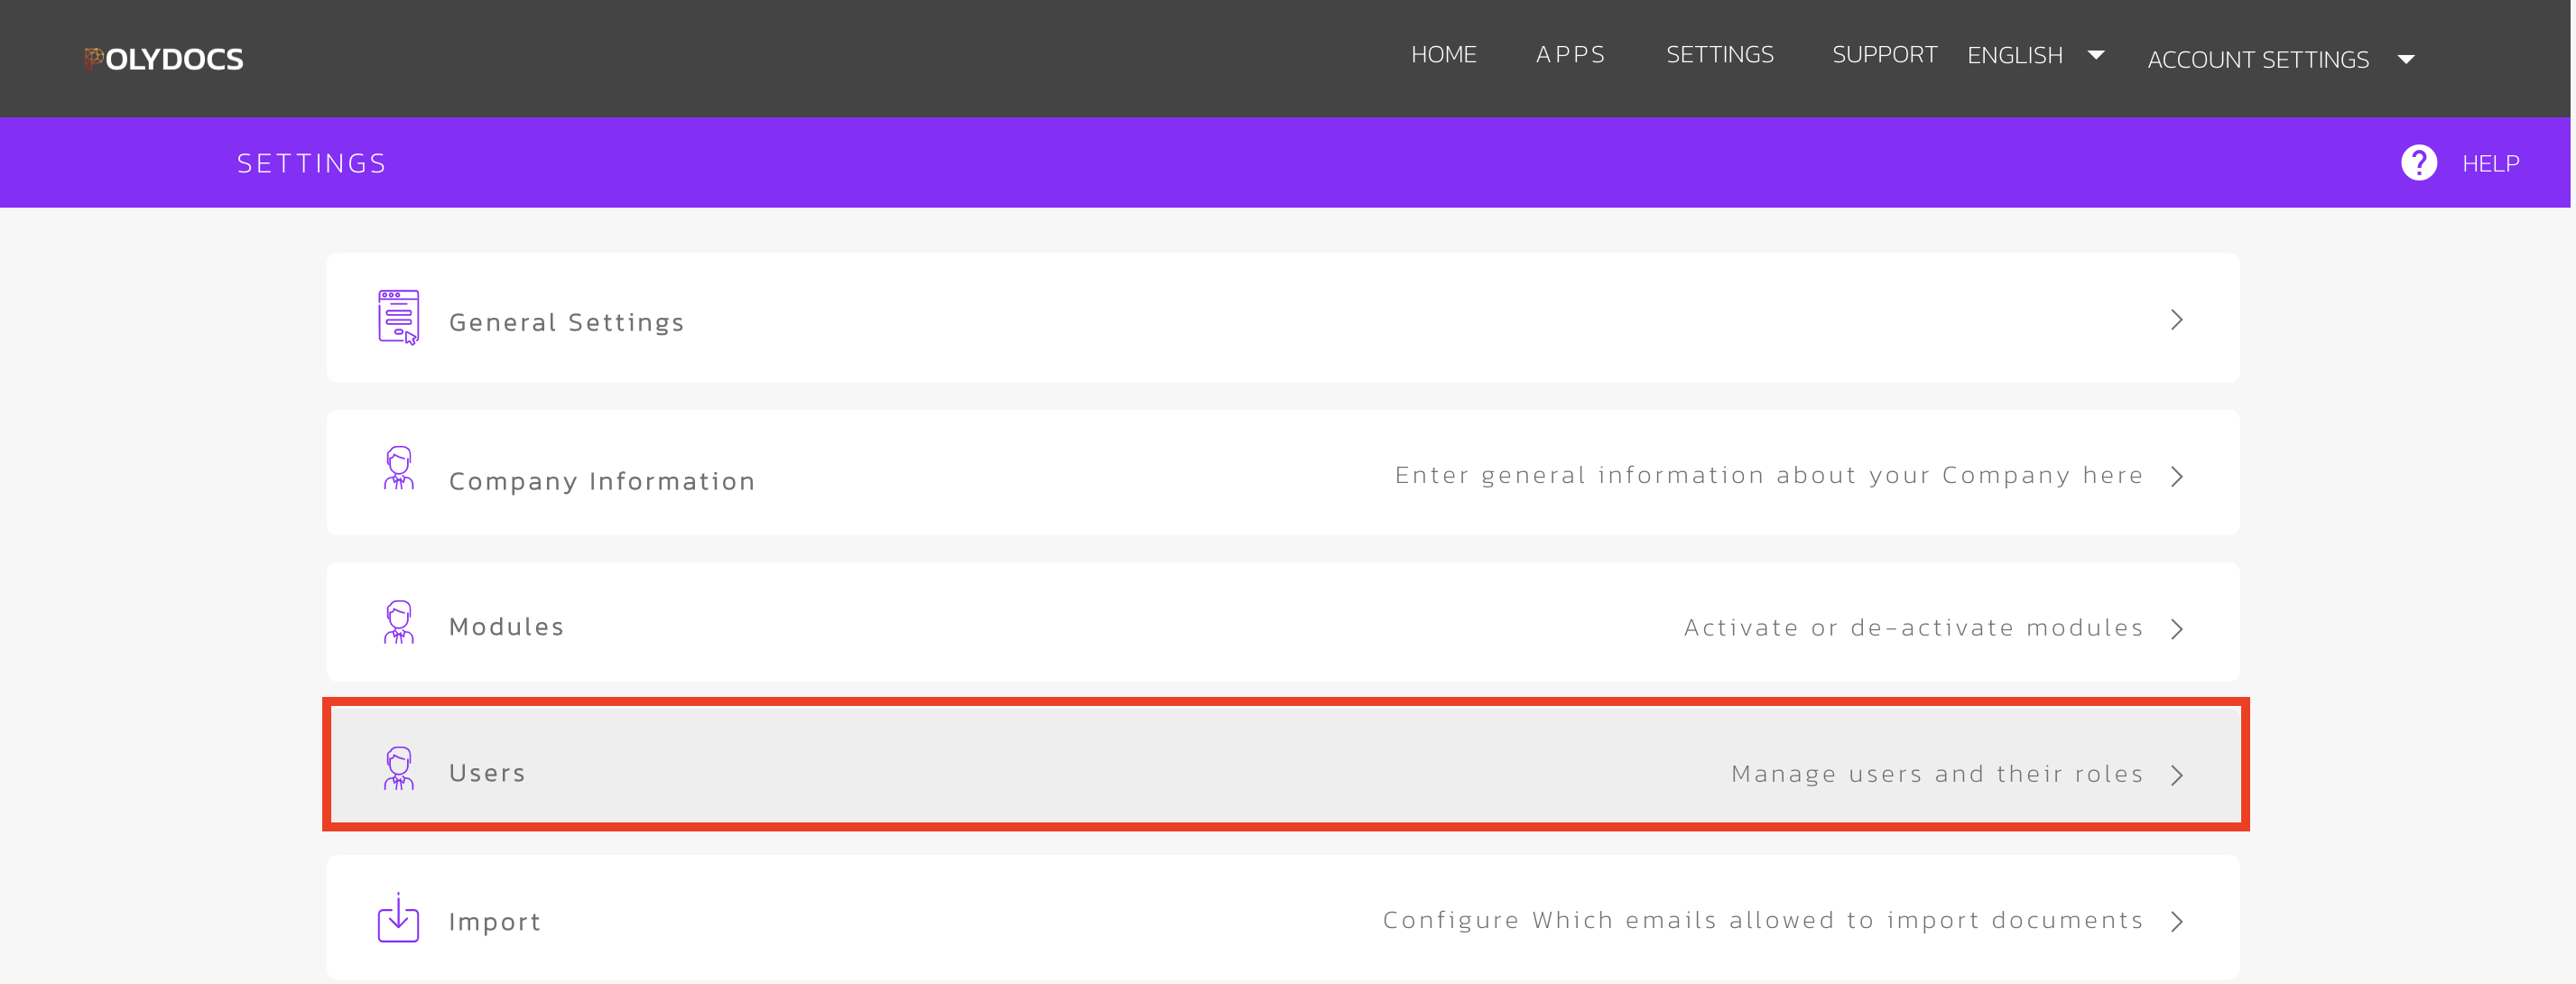 POLYDOCS
HOME APPS SETTINGS SUPPORT ENGLISH ACCOUNT SETTINGS
SETTINGS
? HELP
General Settings
Company Information Enter general information about your Company here
Modules Activate or de-activate modules
Users Manage users and their roles
Import Configure Which emails allowed to import documents